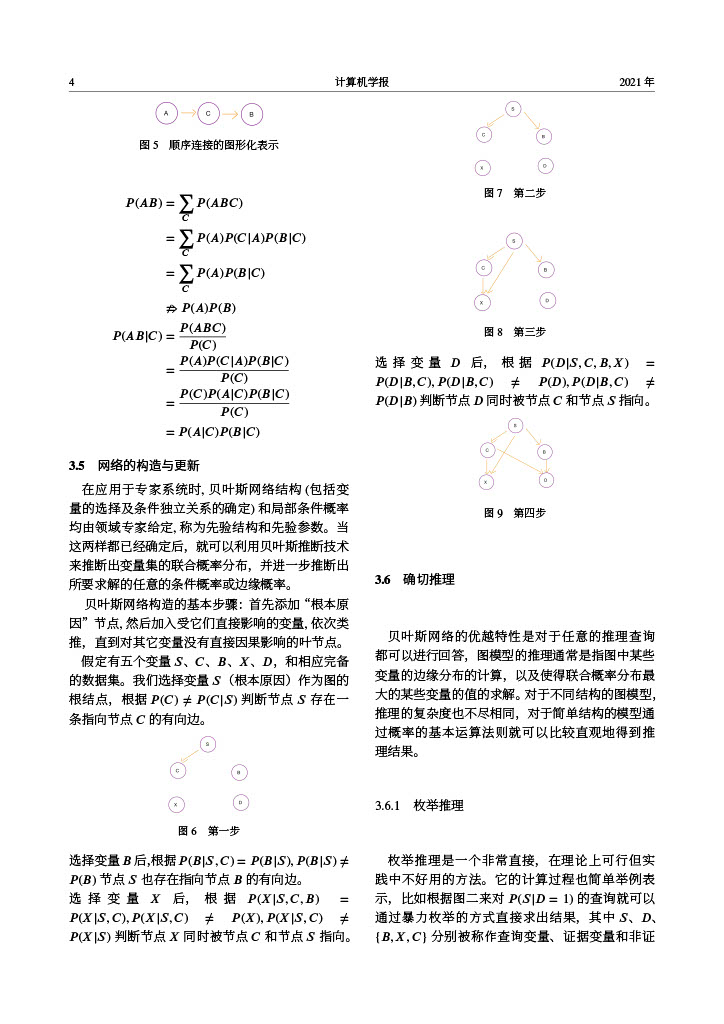 4
计算机学报
2021 年
A
C
B
图 5 顺序连接的图形化表示
P(AB) = ∑_C P(ABC)
= ∑_C P(A)P(C|A)P(B|C)
= ∑_C P(A)P(B|C)
⇏ P(A)P(B)
P(AB|C) = P(ABC) / P(C)
= P(A)P(C|A)P(B|C) / P(C)
= P(C)P(A|C)P(B|C) / P(C)
= P(A|C)P(B|C)
3.5 网络的构造与更新
在应用于专家系统时, 贝叶斯网络结构 (包括变
量的选择及条件独立关系的确定) 和局部条件概率
均由领域专家给定, 称为先验结构和先验参数。当
这两样都已经确定后，就可以利用贝叶斯推断技术
来推断出变量集的联合概率分布，并进一步推断出
所要求解的任意的条件概率或边缘概率。
贝叶斯网络构造的基本步骤：首先添加“根本原
因”节点, 然后加入受它们直接影响的变量, 依次类
推，直到对其它变量没有直接因果影响的叶节点。
假定有五个变量 S、C、B、X、D，和相应完备
的数据集。我们选择变量 S（根本原因）作为图的
根结点，根据 P(C) ≠ P(C|S) 判断节点 S 存在一
条指向节点 C 的有向边。
S
C
B
X
D
图 6 第一步
选择变量 B 后,根据 P(B|S, C) = P(B|S), P(B|S) ≠
P(B) 节点 S 也存在指向节点 B 的有向边。
选 择 变 量 X 后， 根 据 P(X|S, C, B) =
P(X|S, C), P(X|S, C) ≠ P(X), P(X|S, C) ≠
P(X|S) 判断节点 X 同时被节点 C 和节点 S 指向。
S
C
B
X
D
图 7 第二步
S
C
B
X
D
图 8 第三步
选 择 变 量 D 后， 根 据 P(D|S, C, B, X) =
P(D|B, C), P(D|B, C) ≠ P(D), P(D|B, C) ≠
P(D|B) 判断节点 D 同时被节点 C 和节点 S 指向。
S
C
B
X
D
图 9 第四步
3.6 确切推理
贝叶斯网络的优越特性是对于任意的推理查询
都可以进行回答，图模型的推理通常是指图中某些
变量的边缘分布的计算，以及使得联合概率分布最
大的某些变量的值的求解。对于不同结构的图模型,
推理的复杂度也不尽相同，对于简单结构的模型通
过概率的基本运算法则就可以比较直观地得到推
理结果。
3.6.1 枚举推理
枚举推理是一个非常直接，在理论上可行但实
践中不好用的方法。它的计算过程也简单举例表
示，比如根据图二来对 P(S|D = 1) 的查询就可以
通过暴力枚举的方式直接求出结果，其中 S、D、
{B, X, C} 分别被称作查询变量、证据变量和非证